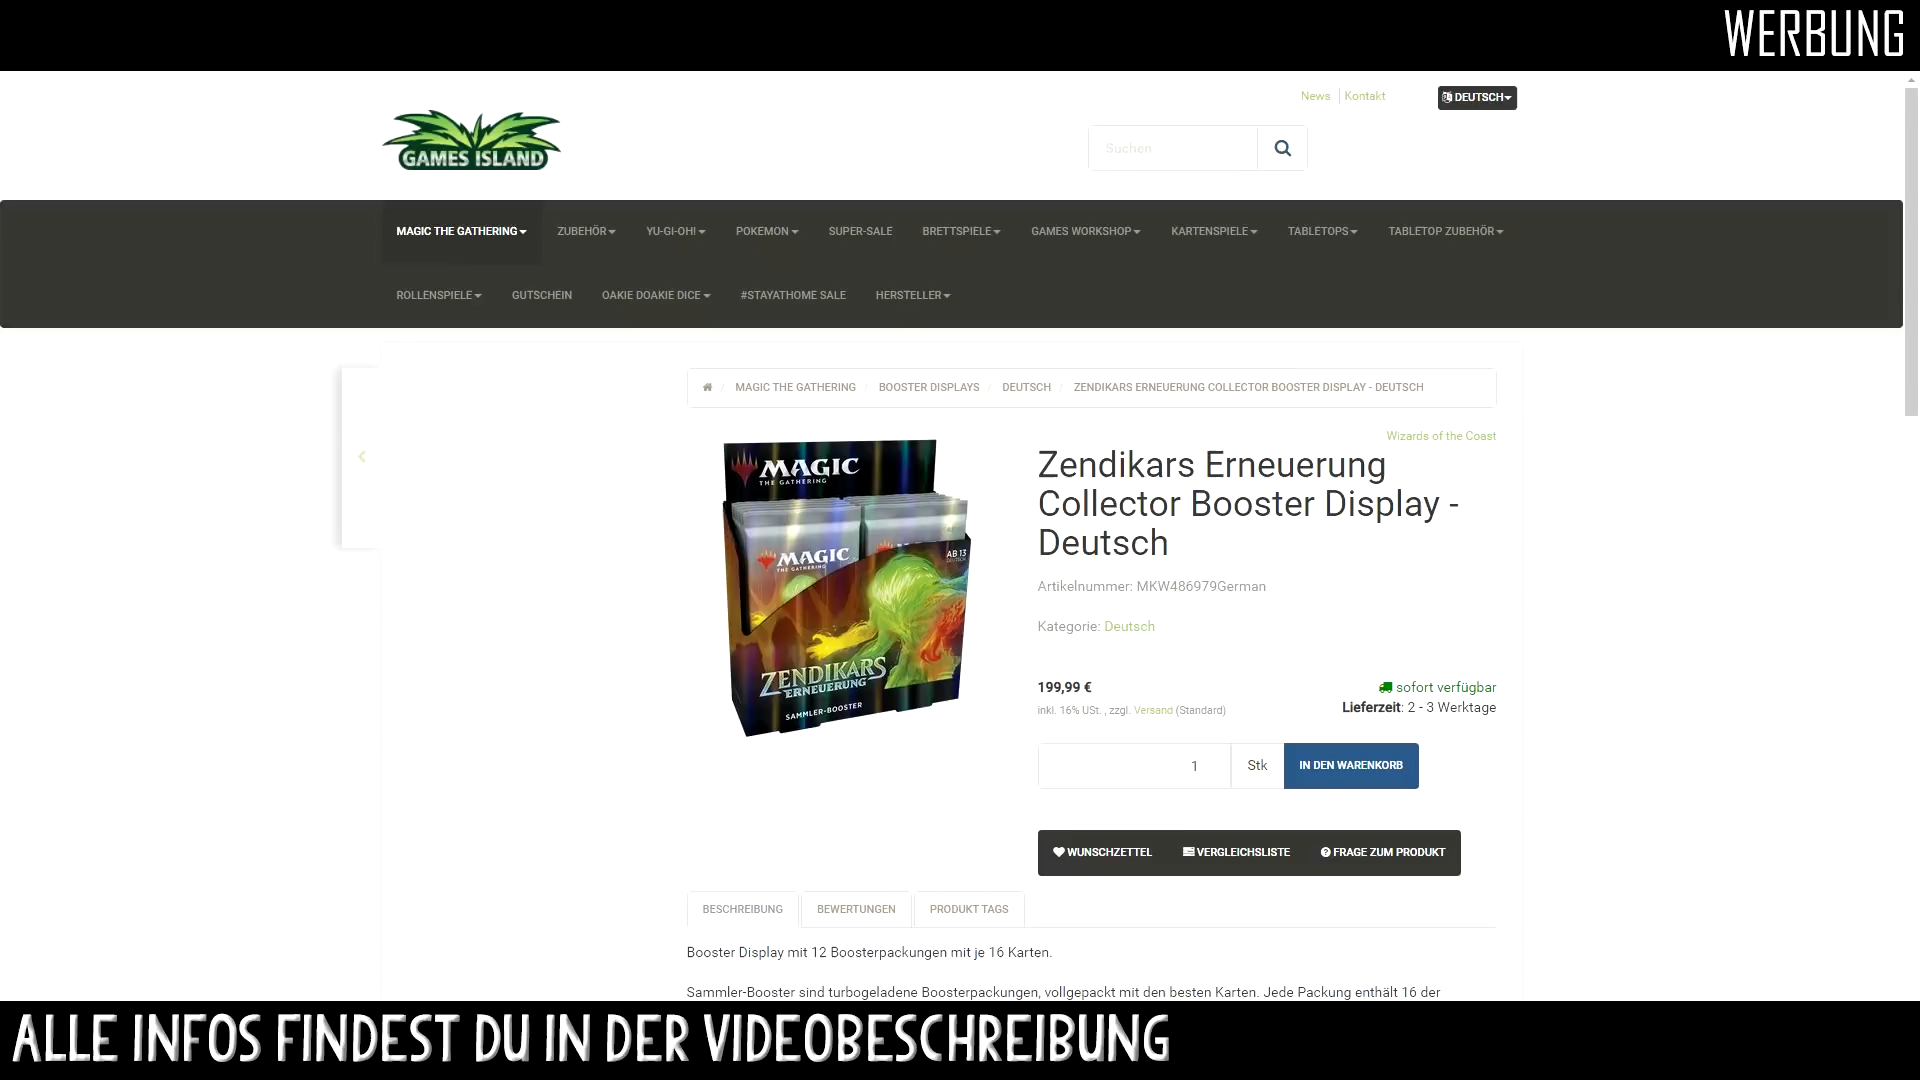 WERBUNG
News Kontakt
DEUTSCH
GAMES ISLAND
Suchen
MAGIC THE GATHERING ZUBEHÖR YU-GI-OH! POKEMON SUPER-SALE BRETTSPIELE GAMES WORKSHOP KARTENSPIELE TABLETOPS TABLETOP ZUBEHÖR
ROLLENSPIELE GUTSCHEIN OAKIE DOAKIE DICE #STAYATHOME SALE HERSTELLER
/ MAGIC THE GATHERING / BOOSTER DISPLAYS / DEUTSCH / ZENDIKARS ERNEUERUNG COLLECTOR BOOSTER DISPLAY - DEUTSCH
Wizards of the Coast
Zendikars Erneuerung
Collector Booster Display -
Deutsch
MAGIC
THE GATHERING
MAGIC
THE GATHERING
AB 13
ZENDIKARS
ERNEUERUNG
SAMMLER-BOOSTER
Artikelnummer: MKW486979German
Kategorie: Deutsch
199,99 € sofort verfügbar
inkl. 16% USt. , zzgl. Versand (Standard) Lieferzeit: 2 - 3 Werktage
1 Stk IN DEN WARENKORB
WUNSCHZETTEL VERGLEICHSLISTE FRAGE ZUM PRODUKT
BESCHREIBUNG BEWERTUNGEN PRODUKT TAGS
Booster Display mit 12 Boosterpackungen mit je 16 Karten.
Sammler-Booster sind turbogeladene Boosterpackungen, vollgepackt mit den besten Karten. Jede Packung enthält 16 der
ALLE INFOS FINDEST DU IN DER VIDEOBESCHREIBUNG